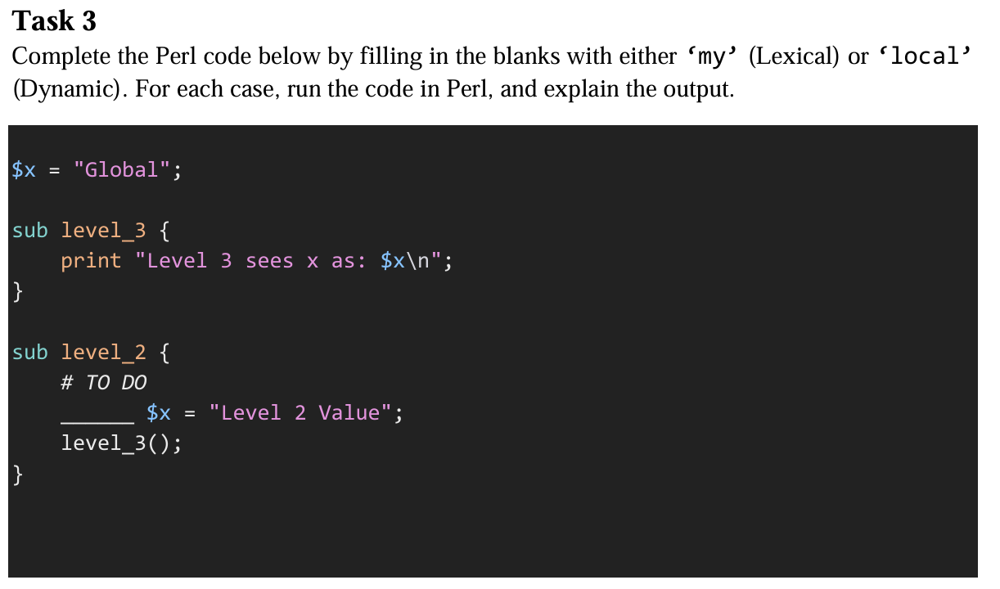 Task 3
Complete the Perl code below by filling in the blanks with either ‘my’ (Lexical) or ‘local’
(Dynamic). For each case, run the code in Perl, and explain the output.
$x = "Global";
sub level_3 {
    print "Level 3 sees x as: $x\n";
}
sub level_2 {
    # TO DO
    ______ $x = "Level 2 Value";
    level_3();
}